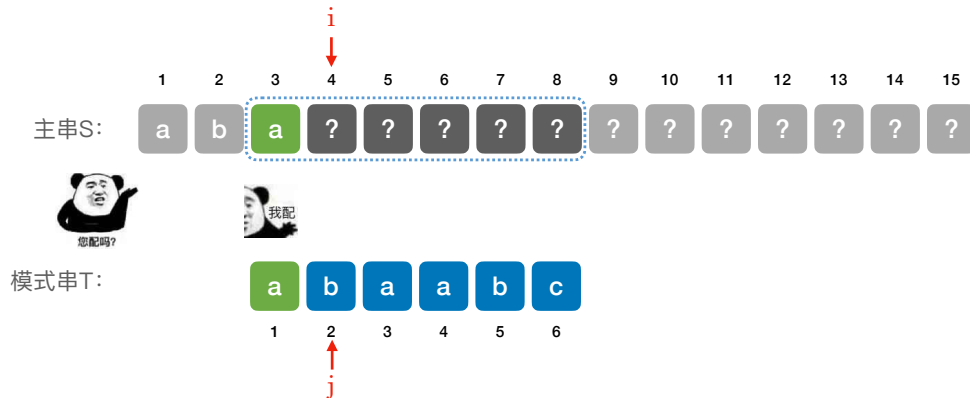 i
1 2 3 4 5 6 7 8 9 10 11 12 13 14 15
主串S： a b a ? ? ? ? ? ? ? ? ? ? ? ?
您配吗?
我配
模式串T： a b a a b c
1 2 3 4 5 6
j